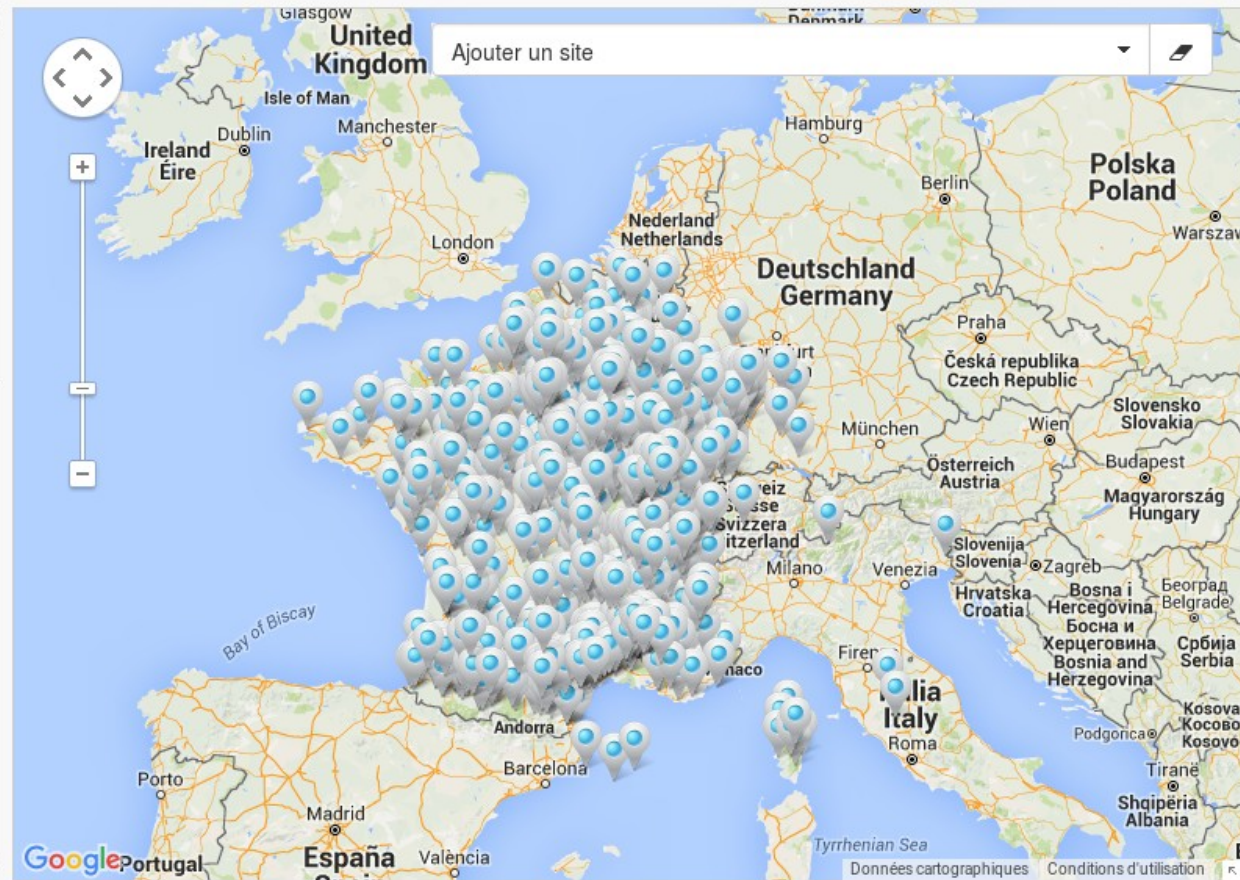 Glasgow
United
Kingdom
Ajouter un site
Denmark
Isle of Man
Manchester
Dublin
Ireland
Éire
Hamburg
Berlin
Polska
Poland
Nederland
Netherlands
London
Deutschland
Germany
Praha
Česká republika
Czech Republic
Slovensko
Slovakia
München
Wien
Österreich
Austria
Budapest
Magyarország
Hungary
Svizzera
Slovenija
Slovenia
Milano
Venezia
Zagreb
Hrvatska
Croatia
Bosna i
Hercegovina
Босна и
Херцеговина
Bosnia and
Herzegovina
Београд
Belgrade
Србија
Serbia
Bay of Biscay
Italy
Roma
Kosova
Косово
Kosovo
Podgorica
Andorra
Barcelona
Tiranë
Shqipëria
Albania
Porto
Madrid
España
València
Portugal
Tyrrhenian Sea
Google
Données cartographiques
Conditions d'utilisation